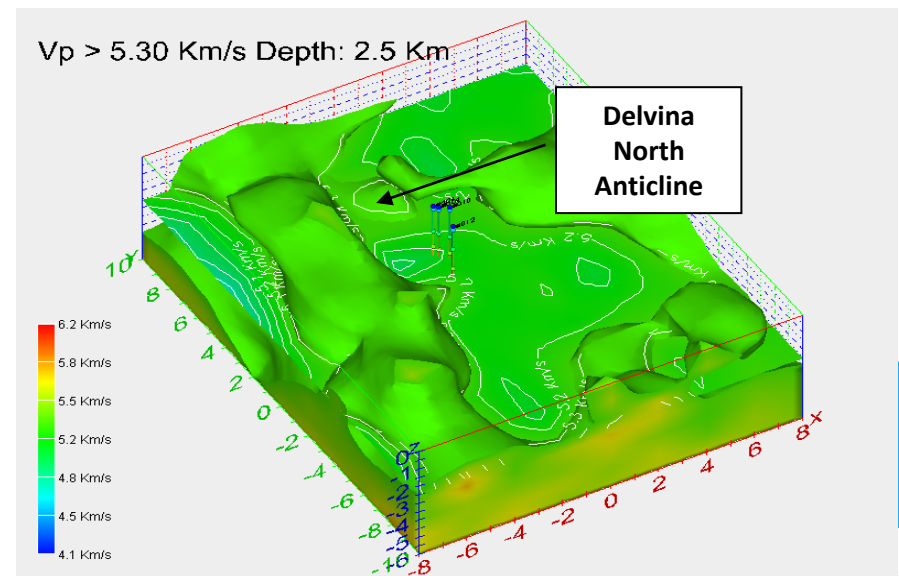 Vp > 5.30 Km/s Depth: 2.5 Km
Delvina
North
Anticline
5.2 Km/s
Km/s
10
8
6
4
2
0
-2
-4
-6
-8
-10
6.2 Km/s
5.8 Km/s
5.5 Km/s
5.2 Km/s
4.8 Km/s
4.5 Km/s
4.1 Km/s
Z
0
-1
-2
-3
-4
-5
-6
-8
-6
-4
-2
0
2
4
6
8
X